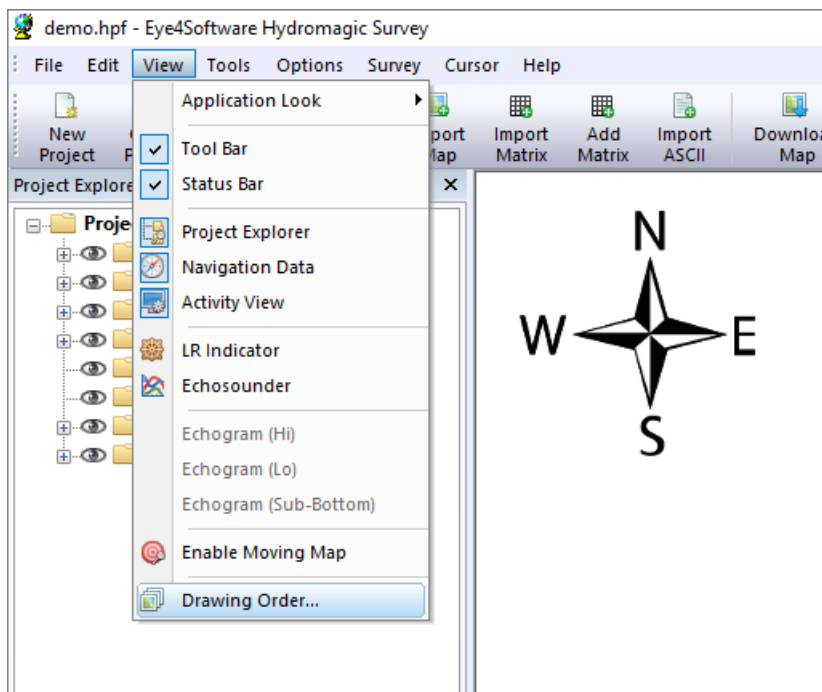 demo.hpf - Eye4Software Hydromagic Survey
File Edit View Tools Options Survey Cursor Help
New
Project
Import
Matrix
Add
Matrix
Import
ASCII
Map
Project Explore
Proje
Application Look
Tool Bar
Status Bar
Project Explorer
Navigation Data
Activity View
LR Indicator
Echosounder
Echogram (Hi)
Echogram (Lo)
Echogram (Sub-Bottom)
Enable Moving Map
Drawing Order...
N
W E
S